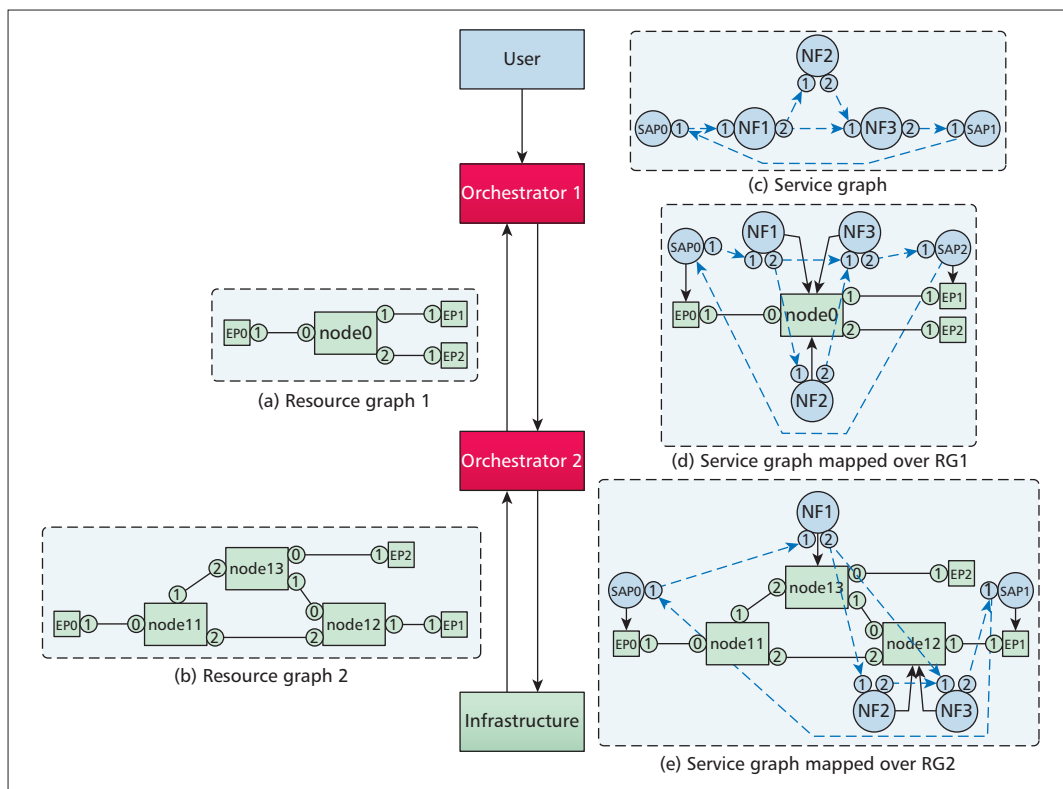 User
Orchestrator 1
Orchestrator 2
Infrastructure
EP0 1 0 node0 1 1 EP1
2 1 EP2
(a) Resource graph 1
node13 0 1 EP2
2 1
1 0
EP0 1 0 node11 2 2 node12 1 1 EP1
(b) Resource graph 2
NF2
1 2
SAP0 1 1 NF1 2 1 NF3 2 1 SAP1
(c) Service graph
NF1 NF3
SAP0 1 1 2 1 2 1 SAP2
EP0 1 0 node0 1 1 EP1
2 1 EP2
1 2
NF2
(d) Service graph mapped over RG1
NF1
1 2
SAP0 1 node13 0 1 EP2 1 SAP1
2 1
1 0
EP0 1 0 node11 2 2 node12 1 1 EP1
1 2 1 2
NF2 NF3
(e) Service graph mapped over RG2